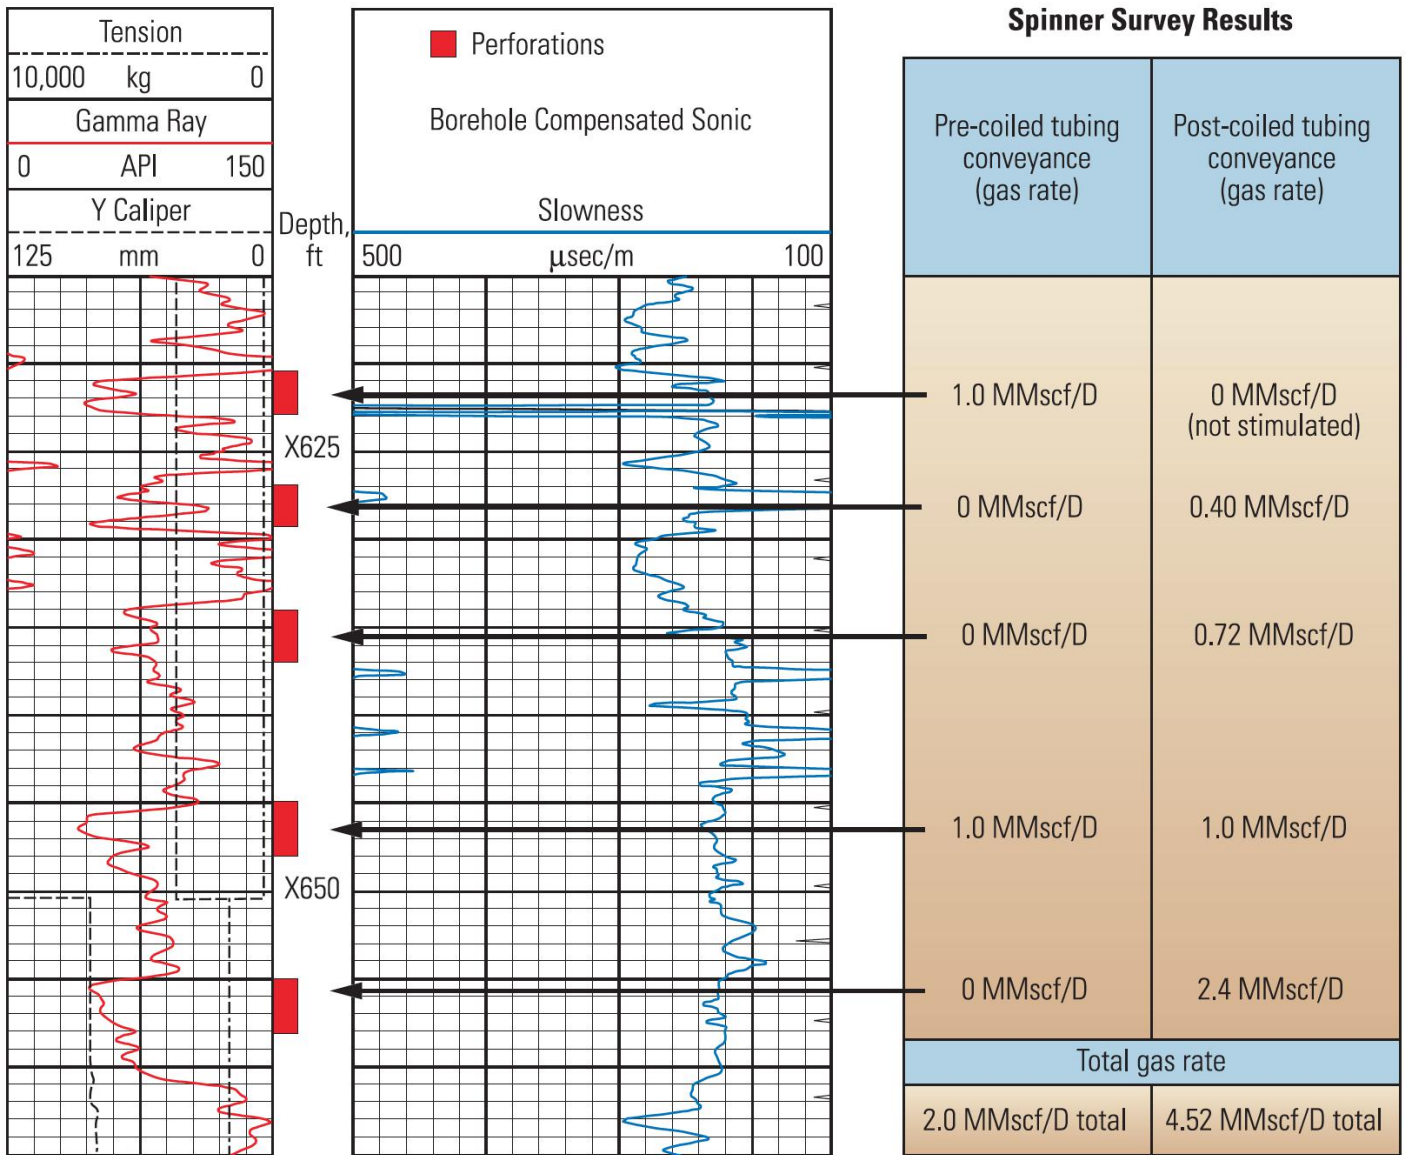 Tension
10,000 kg 0
Gamma Ray
0 API 150
Y Caliper
125 mm 0
Depth,
ft
Perforations
Borehole Compensated Sonic
Slowness
500 µsec/m 100
X625
X650
Spinner Survey Results
Pre-coiled tubing
conveyance
(gas rate)
Post-coiled tubing
conveyance
(gas rate)
1.0 MMscf/D
0 MMscf/D
(not stimulated)
0 MMscf/D
0.40 MMscf/D
0 MMscf/D
0.72 MMscf/D
1.0 MMscf/D
1.0 MMscf/D
0 MMscf/D
2.4 MMscf/D
Total gas rate
2.0 MMscf/D total
4.52 MMscf/D total